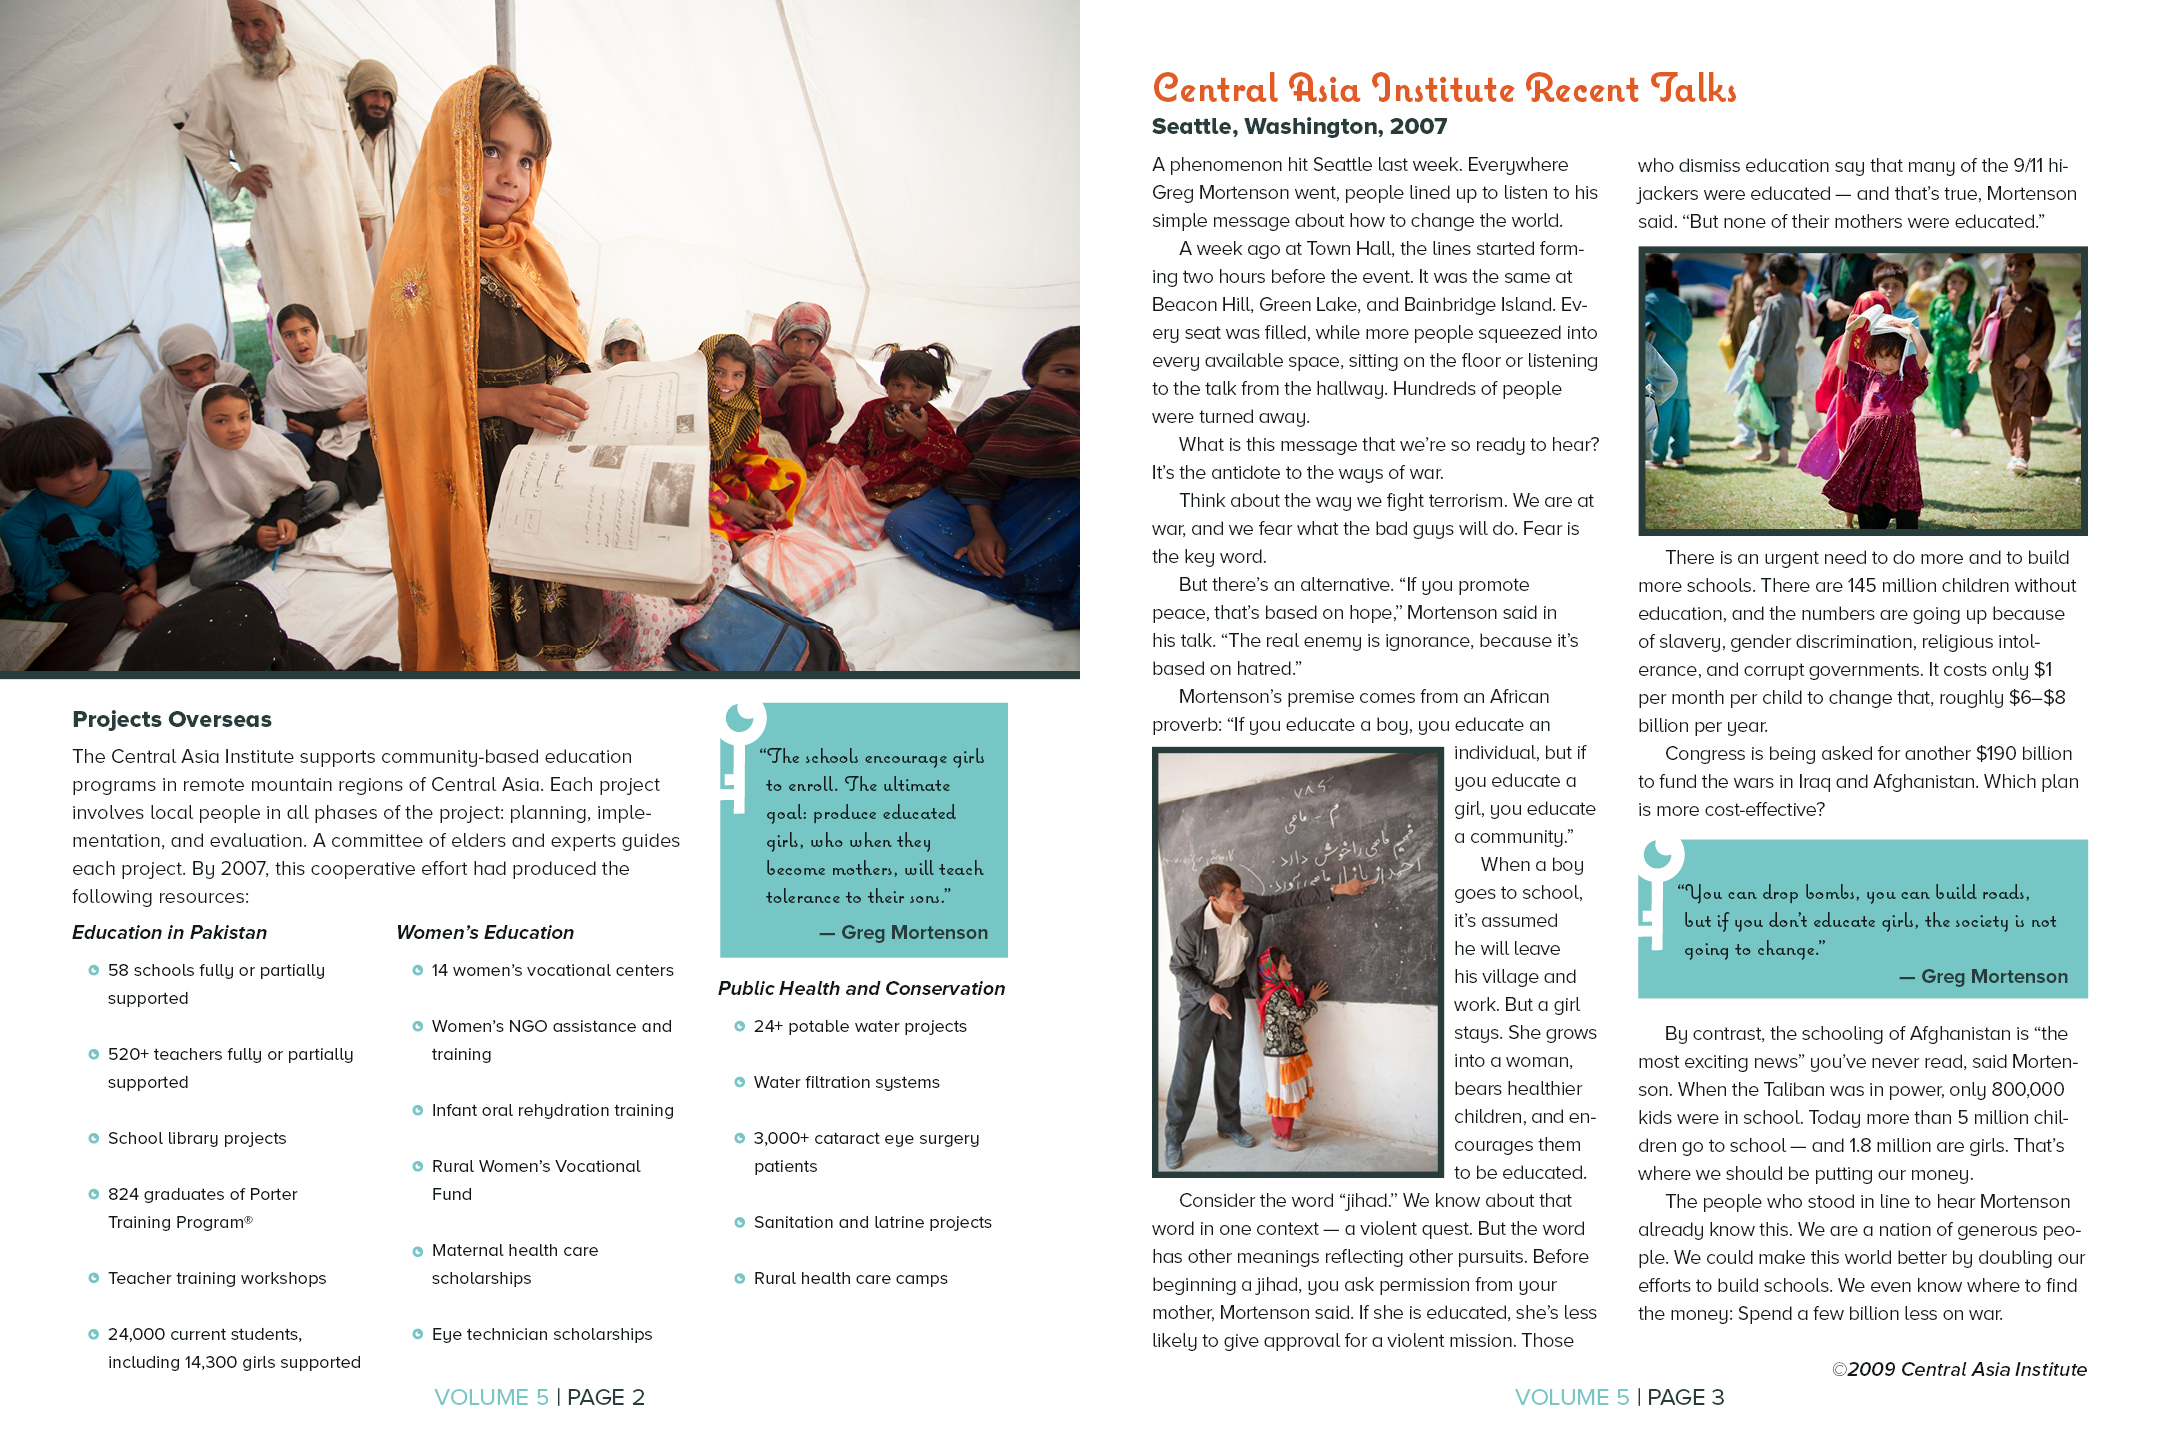 Projects Overseas
The Central Asia Institute supports community-based education
programs in remote mountain regions of Central Asia. Each project
involves local people in all phases of the project: planning, imple-
mentation, and evaluation. A committee of elders and experts guides
each project. By 2007, this cooperative effort had produced the
following resources:
Education in Pakistan
58 schools fully or partially
supported
520+ teachers fully or partially
supported
School library projects
824 graduates of Porter
Training Program®
Teacher training workshops
24,000 current students,
including 14,300 girls supported
Women's Education
14 women's vocational centers
Women's NGO assistance and
training
Infant oral rehydration training
Rural Women's Vocational
Fund
Maternal health care
scholarships
Eye technician scholarships
“The schools encourage girls
to enroll. The ultimate
goal: produce educated
girls, who when they
become mothers, will teach
tolerance to their sons.”
— Greg Mortenson
Public Health and Conservation
24+ potable water projects
Water filtration systems
3,000+ cataract eye surgery
patients
Sanitation and latrine projects
Rural health care camps
VOLUME 5 | PAGE 2
Central Asia Institute Recent Talks
Seattle, Washington, 2007
A phenomenon hit Seattle last week. Everywhere
Greg Mortenson went, people lined up to listen to his
simple message about how to change the world.
A week ago at Town Hall, the lines started form-
ing two hours before the event. It was the same at
Beacon Hill, Green Lake, and Bainbridge Island. Ev-
ery seat was filled, while more people squeezed into
every available space, sitting on the floor or listening
to the talk from the hallway. Hundreds of people
were turned away.
What is this message that we're so ready to hear?
It's the antidote to the ways of war.
Think about the way we fight terrorism. We are at
war, and we fear what the bad guys will do. Fear is
the key word.
But there's an alternative. “If you promote
peace, that's based on hope,” Mortenson said in
his talk. “The real enemy is ignorance, because it's
based on hatred.”
Mortenson's premise comes from an African
proverb: “If you educate a boy, you educate an
individual, but if
you educate a
girl, you educate
a community.”
When a boy
goes to school,
it's assumed
he will leave
his village and
work. But a girl
stays. She grows
into a woman,
bears healthier
children, and en-
courages them
to be educated.
Consider the word “jihad.” We know about that
word in one context — a violent quest. But the word
has other meanings reflecting other pursuits. Before
beginning a jihad, you ask permission from your
mother, Mortenson said. If she is educated, she's less
likely to give approval for a violent mission. Those
who dismiss education say that many of the 9/11 hi-
jackers were educated — and that's true, Mortenson
said. “But none of their mothers were educated.”
There is an urgent need to do more and to build
more schools. There are 145 million children without
education, and the numbers are going up because
of slavery, gender discrimination, religious intol-
erance, and corrupt governments. It costs only $1
per month per child to change that, roughly $6–$8
billion per year.
Congress is being asked for another $190 billion
to fund the wars in Iraq and Afghanistan. Which plan
is more cost-effective?
“You can drop bombs, you can build roads,
but if you don't educate girls, the society is not
going to change.”
— Greg Mortenson
By contrast, the schooling of Afghanistan is “the
most exciting news” you've never read, said Morten-
son. When the Taliban was in power, only 800,000
kids were in school. Today more than 5 million chil-
dren go to school — and 1.8 million are girls. That's
where we should be putting our money.
The people who stood in line to hear Mortenson
already know this. We are a nation of generous peo-
ple. We could make this world better by doubling our
efforts to build schools. We even know where to find
the money: Spend a few billion less on war.
©2009 Central Asia Institute
VOLUME 5 | PAGE 3